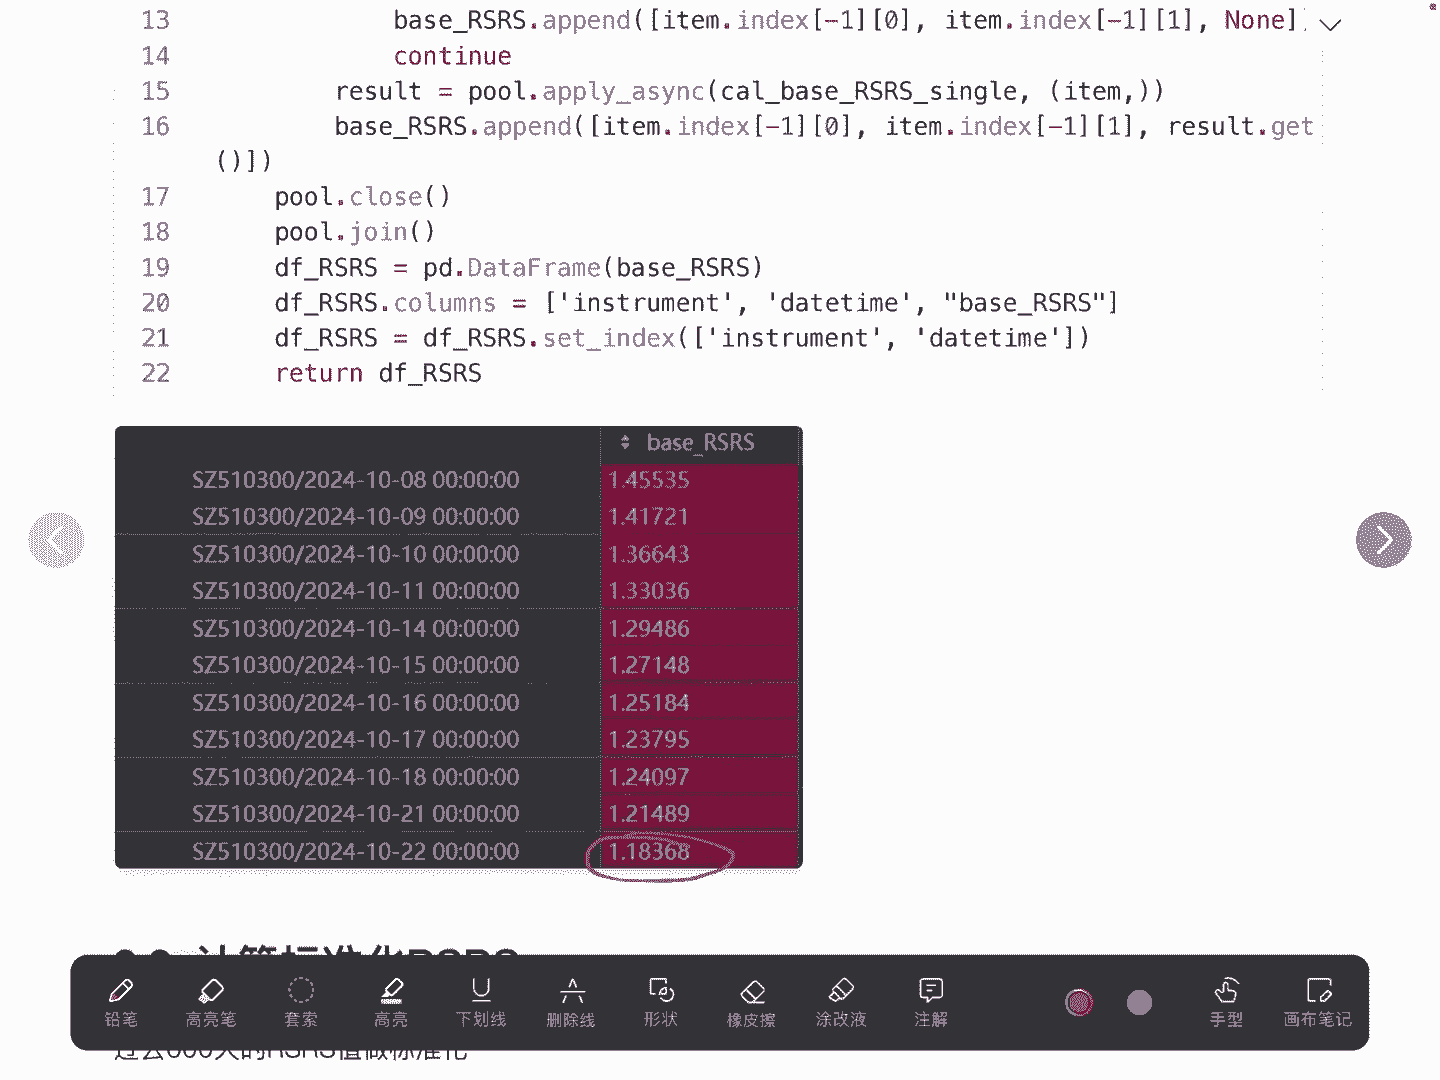 13 base_RSRS.append([item.index[-1][0], item.index[-1][1], None]
14 continue
15 result = pool.apply_async(cal_base_RSRS_single, (item,))
16 base_RSRS.append([item.index[-1][0], item.index[-1][1], result.get
()])
17 pool.close()
18 pool.join()
19 df_RSRS = pd.DataFrame(base_RSRS)
20 df_RSRS.columns = ['instrument', 'datetime', "base_RSRS"]
21 df_RSRS = df_RSRS.set_index(['instrument', 'datetime'])
22 return df_RSRS
base_RSRS
SZ510300/2024-10-08 00:00:00 1.45535
SZ510300/2024-10-09 00:00:00 1.41721
SZ510300/2024-10-10 00:00:00 1.36643
SZ510300/2024-10-11 00:00:00 1.33036
SZ510300/2024-10-14 00:00:00 1.29486
SZ510300/2024-10-15 00:00:00 1.27148
SZ510300/2024-10-16 00:00:00 1.25184
SZ510300/2024-10-17 00:00:00 1.23795
SZ510300/2024-10-18 00:00:00 1.24097
SZ510300/2024-10-21 00:00:00 1.21489
SZ510300/2024-10-22 00:00:00 1.18368
计算标准化RSRS
铅笔 高亮笔 套索 高亮 下划线 删除线 形状 橡皮擦 涂改液 注解 手型 画布笔记
过去600天的RSRS值做标准化